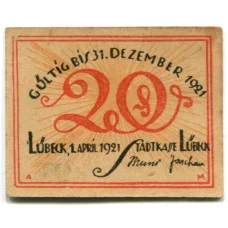 GÜLTIG BIS 31. DEZEMBER 1921
20
LÜBECK, 1. APRIL 1921 STADTKASSE LÜBECK
A M